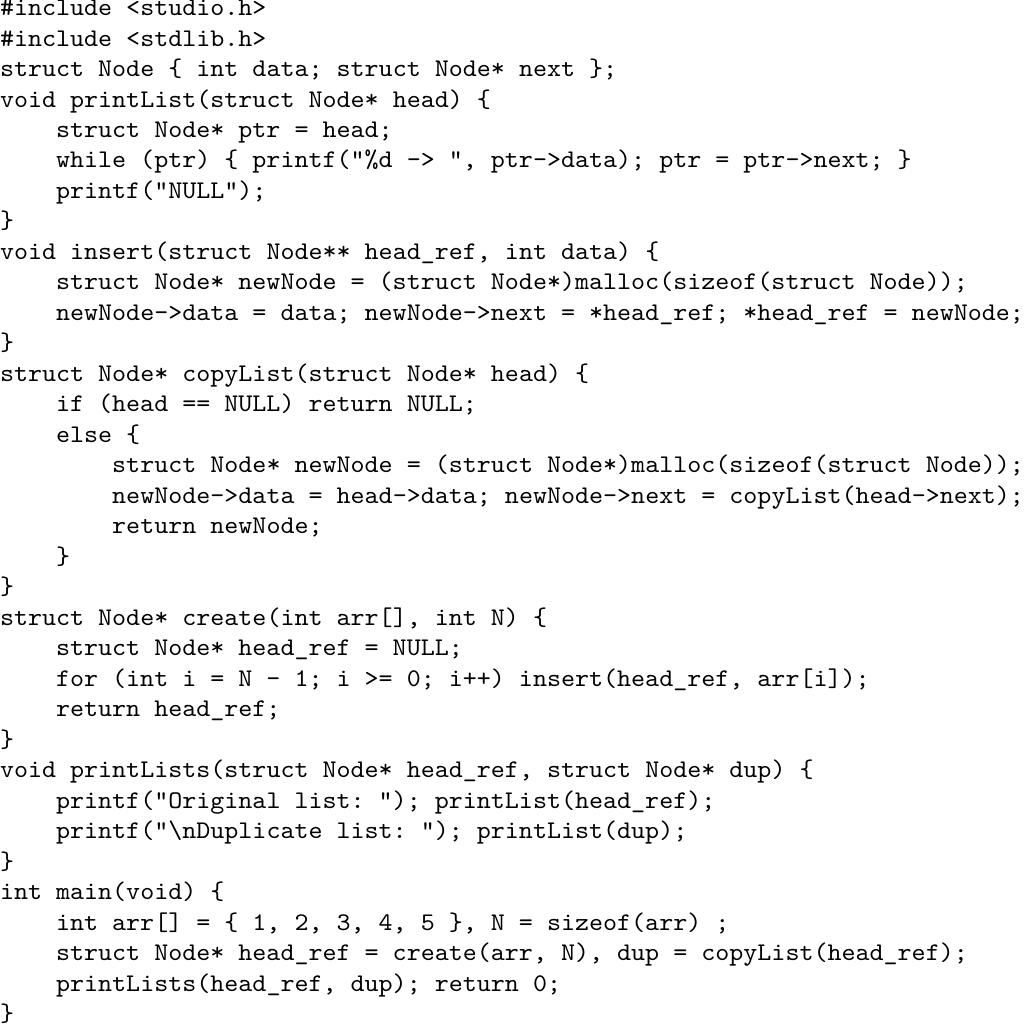 #include <studio.h>
#include <stdlib.h>
struct Node { int data; struct Node* next };
void printList(struct Node* head) {
    struct Node* ptr = head;
    while (ptr) { printf("%d -> ", ptr->data); ptr = ptr->next; }
    printf("NULL");
}
void insert(struct Node** head_ref, int data) {
    struct Node* newNode = (struct Node*)malloc(sizeof(struct Node));
    newNode->data = data; newNode->next = *head_ref; *head_ref = newNode;
}
struct Node* copyList(struct Node* head) {
    if (head == NULL) return NULL;
    else {
        struct Node* newNode = (struct Node*)malloc(sizeof(struct Node));
        newNode->data = head->data; newNode->next = copyList(head->next);
        return newNode;
    }
}
struct Node* create(int arr[], int N) {
    struct Node* head_ref = NULL;
    for (int i = N - 1; i >= 0; i++) insert(head_ref, arr[i]);
    return head_ref;
}
void printLists(struct Node* head_ref, struct Node* dup) {
    printf("Original list: "); printList(head_ref);
    printf("\nDuplicate list: "); printList(dup);
}
int main(void) {
    int arr[] = { 1, 2, 3, 4, 5 }, N = sizeof(arr) ;
    struct Node* head_ref = create(arr, N), dup = copyList(head_ref);
    printLists(head_ref, dup); return 0;
}